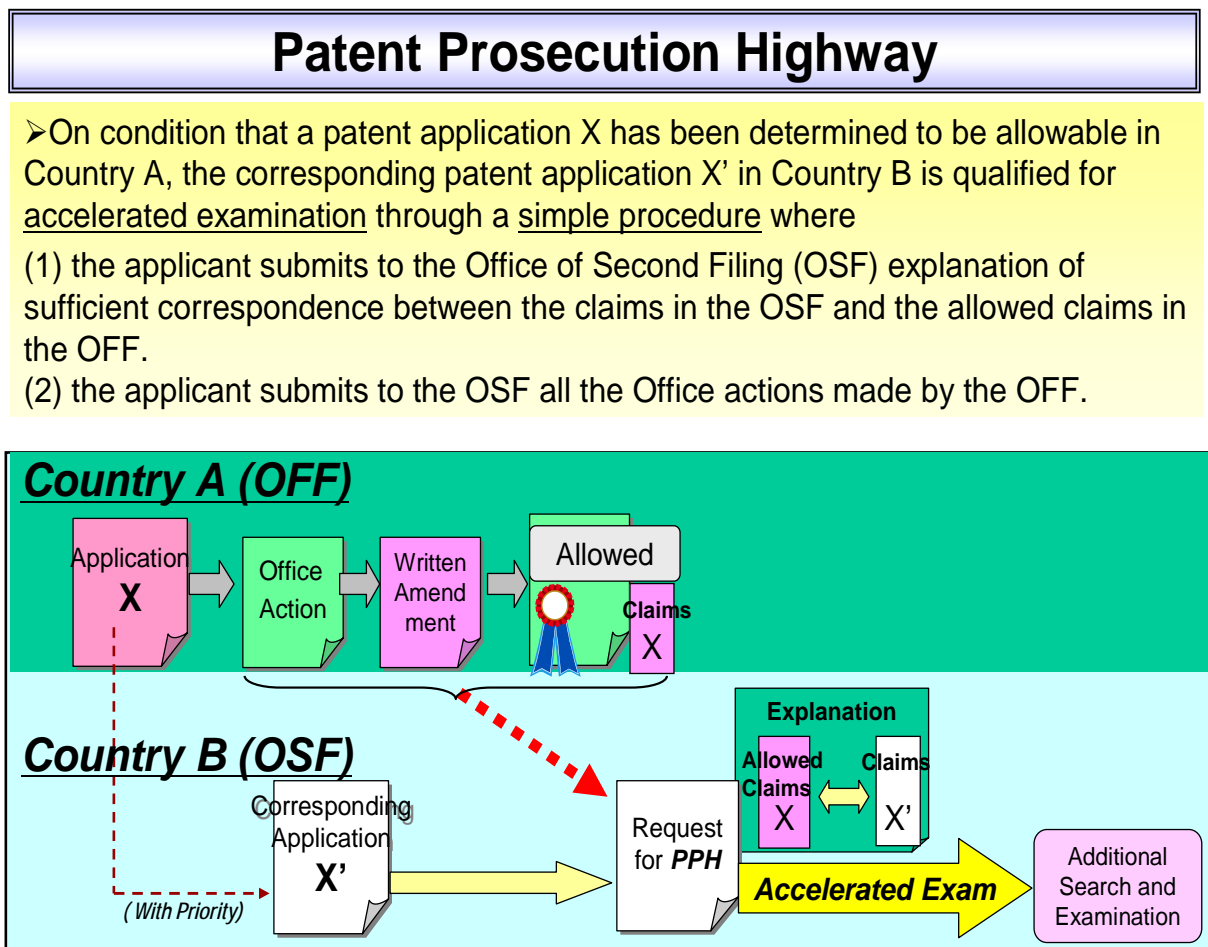 Patent Prosecution Highway
➢On condition that a patent application X has been determined to be allowable in
Country A, the corresponding patent application X’ in Country B is qualified for
accelerated examination through a simple procedure where
(1) the applicant submits to the Office of Second Filing (OSF) explanation of
sufficient correspondence between the claims in the OSF and the allowed claims in
the OFF.
(2) the applicant submits to the OSF all the Office actions made by the OFF.
Country A (OFF)
Application
X
Office
Action
Written
Amend
ment
Allowed
Claims
X
Country B (OSF)
Corresponding
Application
X’
( With Priority)
Request
for PPH
Explanation
Allowed
Claims
X
Claims
X’
Accelerated Exam
Additional
Search and
Examination